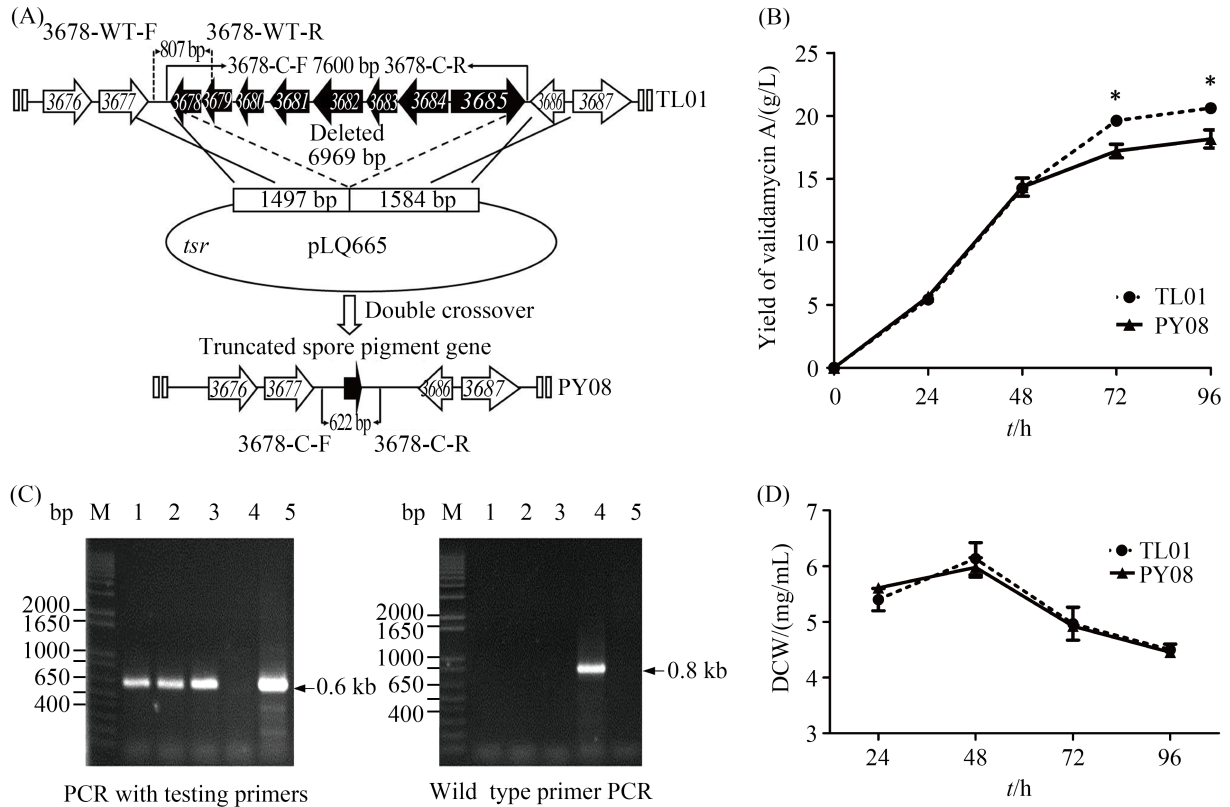 (A)
3678-WT-F 3678-WT-R
807 bp
3678-C-F 7600 bp 3678-C-R
3676 3677 3678 3679 3680 3681 3682 3683 3684 3685 3686 3687 TL01
Deleted
6969 bp
1497 bp 1584 bp
tsr pLQ665
Double crossover
Truncated spore pigment gene
3676 3677 3686 3687 PY08
622 bp
3678-C-F 3678-C-R
(B)
Yield of validamycin A/(g/L)
25
20
15
10
5
0
* *
TL01
PY08
0 24 48 72 96
t/h
(C)
bp M 1 2 3 4 5
2000
1650
1000
650
400
0.6 kb
PCR with testing primers
bp M 1 2 3 4 5
2000
1650
1000
650
400
0.8 kb
Wild type primer PCR
(D)
DCW/(mg/mL)
7
6
5
4
3
TL01
PY08
24 48 72 96
t/h